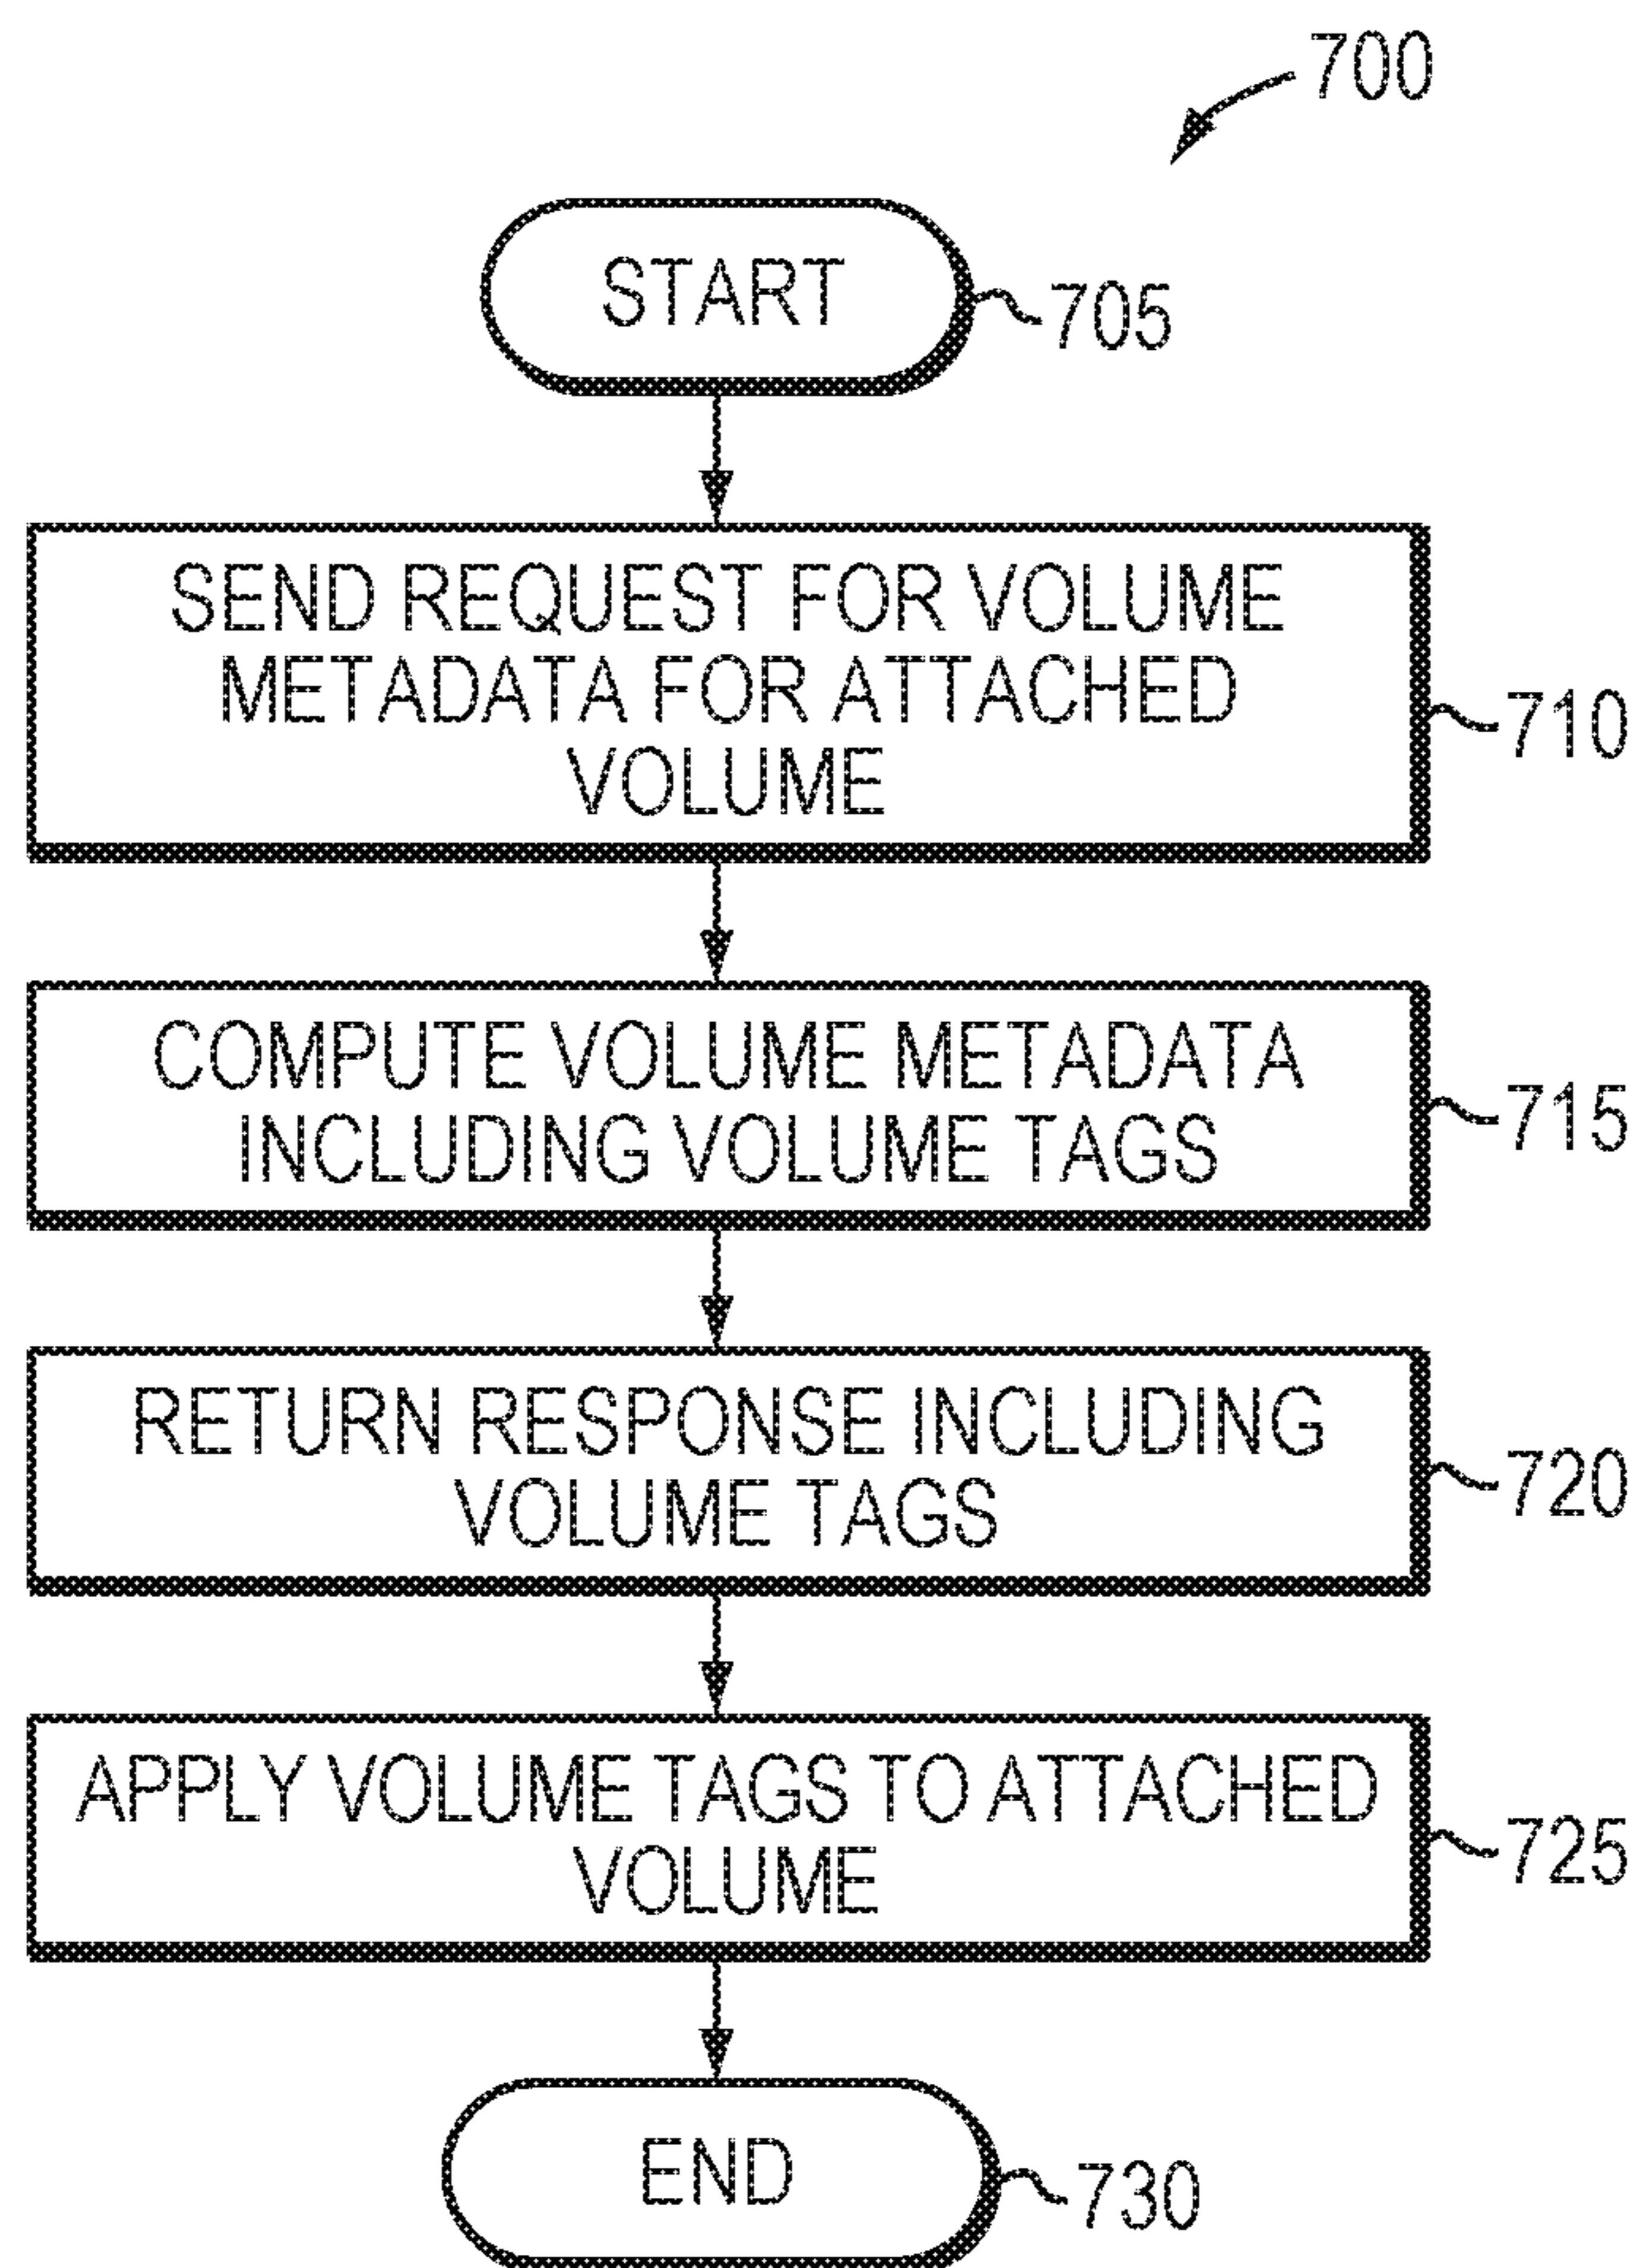 700
START
705
SEND REQUEST FOR VOLUME
METADATA FOR ATTACHED
VOLUME
710
COMPUTE VOLUME METADATA
INCLUDING VOLUME TAGS
715
RETURN RESPONSE INCLUDING
VOLUME TAGS
720
APPLY VOLUME TAGS TO ATTACHED
VOLUME
725
END
730